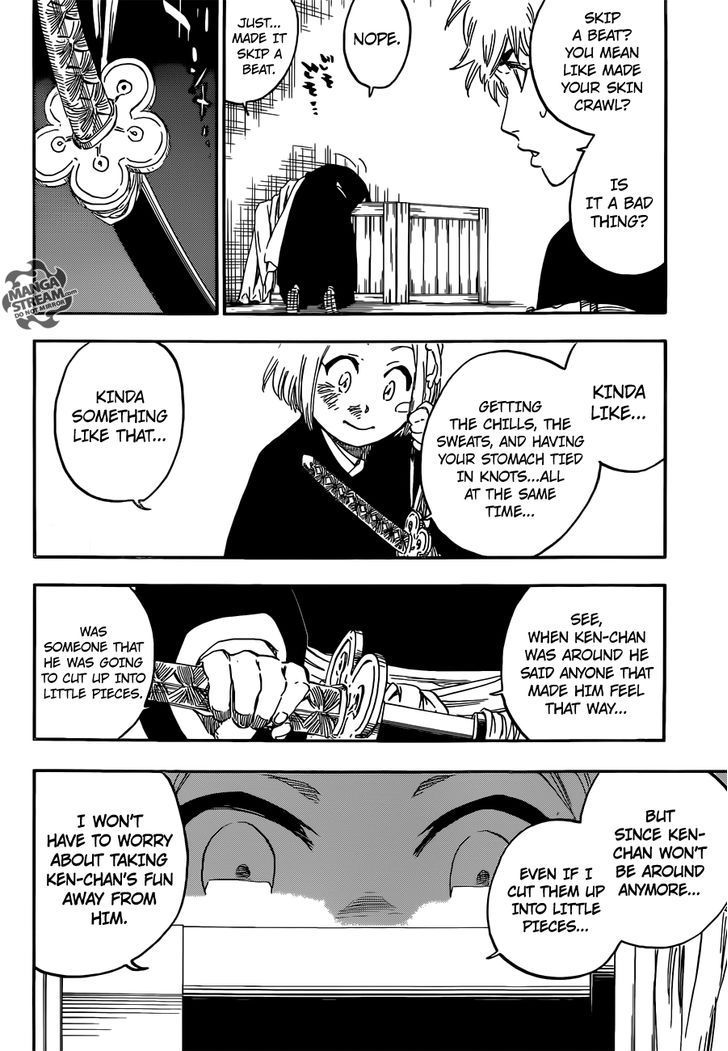 SKIP
A BEAT?
YOU MEAN
LIKE MADE
YOUR SKIN
CRAWL?
IS
IT A BAD
THING?
NOPE.
JUST...
MADE IT
SKIP A
BEAT.
MANGA
STREAM.com
DO NOT MIRROR!
KINDA
LIKE...
GETTING
THE CHILLS, THE
SWEATS, AND HAVING
YOUR STOMACH TIED
IN KNOTS...ALL
AT THE SAME
TIME...
KINDA
SOMETHING
LIKE THAT...
SEE,
WHEN KEN-CHAN
WAS AROUND HE
SAID ANYONE THAT
MADE HIM FEEL
THAT WAY...
WAS
SOMEONE THAT
HE WAS GOING
TO CUT UP INTO
LITTLE PIECES.
BUT
SINCE KEN-
CHAN WON'T
BE AROUND
ANYMORE...
EVEN IF I
CUT THEM UP
INTO LITTLE
PIECES...
I WON'T
HAVE TO WORRY
ABOUT TAKING
KEN-CHAN'S FUN
AWAY FROM
HIM.